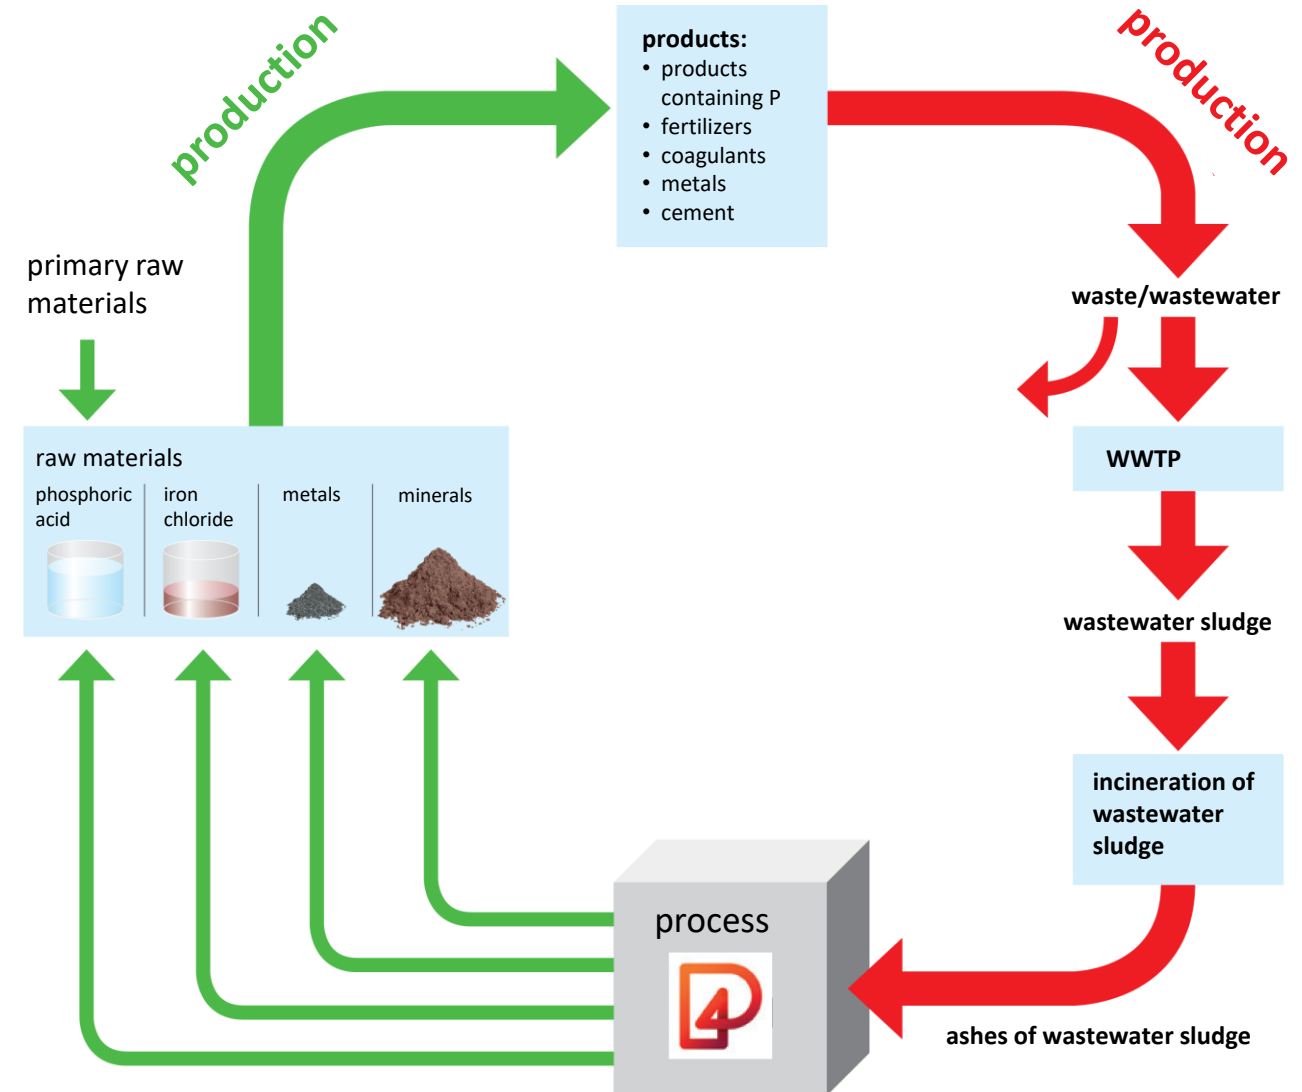 production
products:
• products
containing P
• fertilizers
• coagulants
• metals
• cement
production
primary raw
materials
waste/wastewater
raw materials
phosphoric
acid
iron
chloride
metals
minerals
WWTP
wastewater sludge
incineration of
wastewater
sludge
process
P4
ashes of wastewater sludge